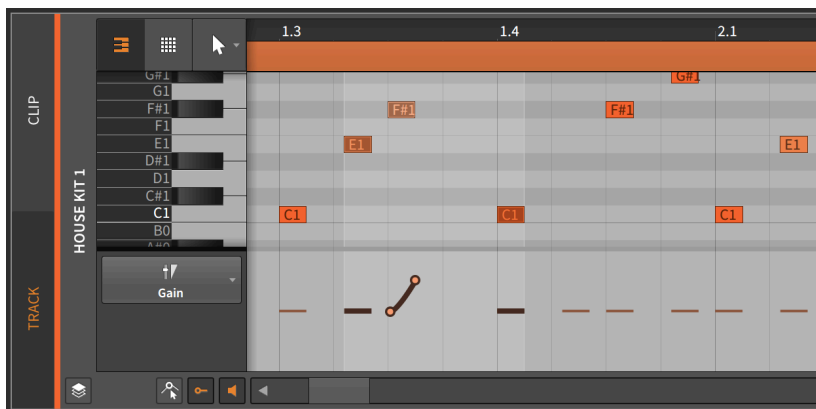 1.3 1.4 2.1
CLIP
TRACK
HOUSE KIT 1
G#1
G1
F#1
F1
E1
D#1
D1
C#1
C1
B0
A#0
G#1
F#1 F#1
E1 E1
C1 C1 C1
Gain